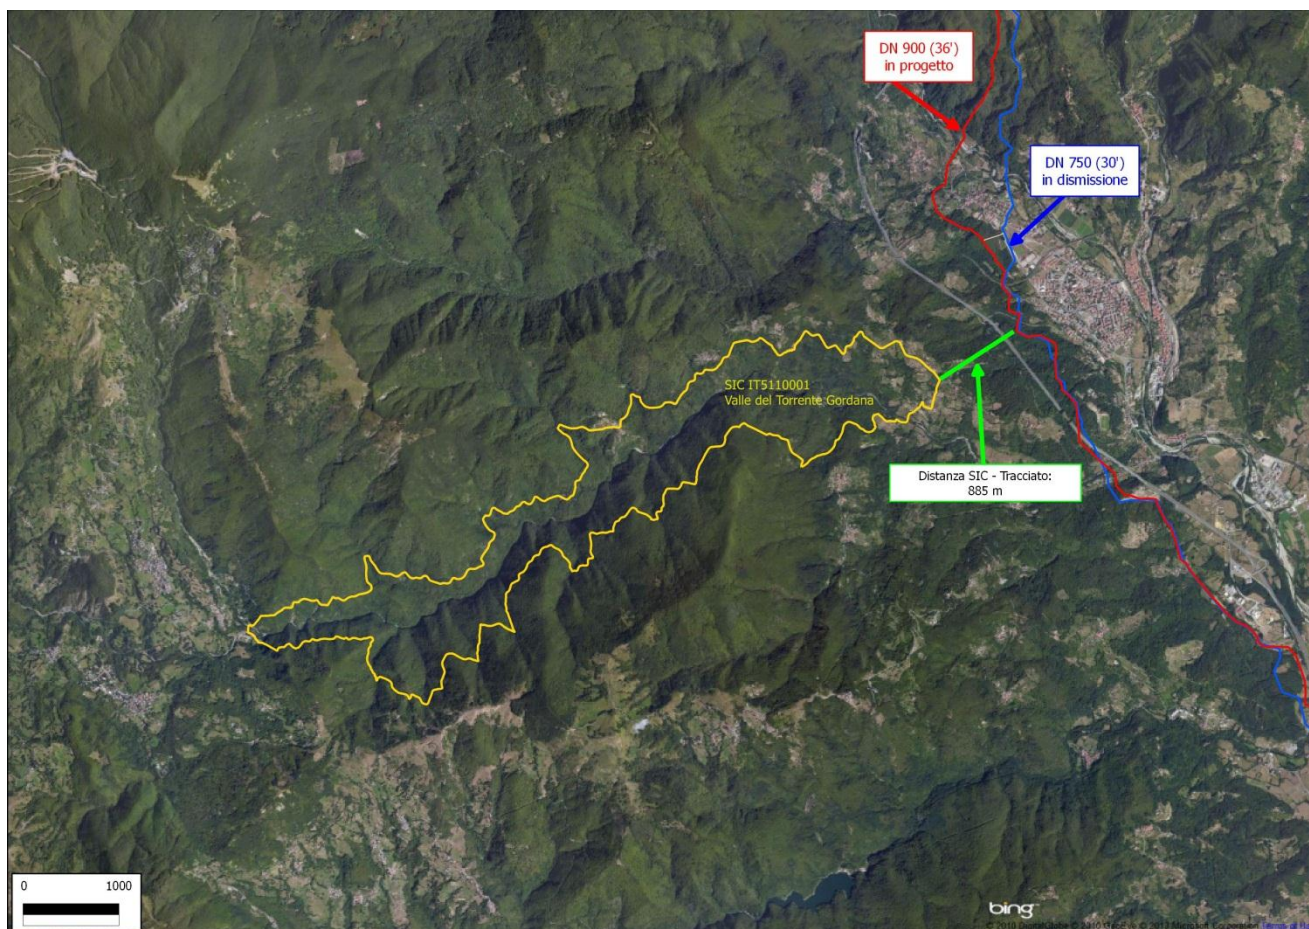 DN 900 (36')
in progetto
DN 750 (30')
in dismissione
SIC IT5110001
Valle del Torrente Gordana
Distanza SIC - Tracciato:
885 m
0 1000
bing